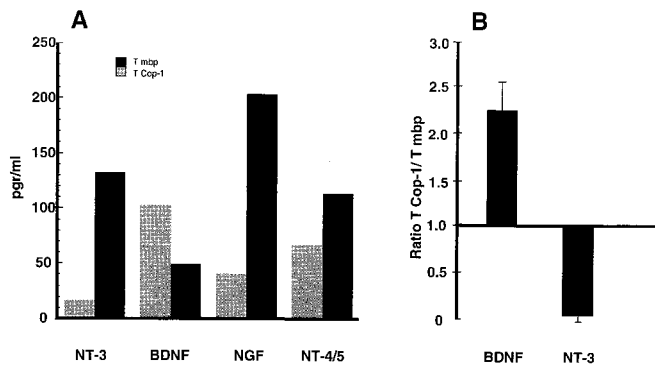 A
250
200
150
100
50
0
pgr/ml
T mbp
T Cop-1
NT-3 BDNF NGF NT-4/5
B
3.0
2.5
2.0
1.5
1.0
0.5
0
Ratio T Cop-1/ T mbp
BDNF NT-3